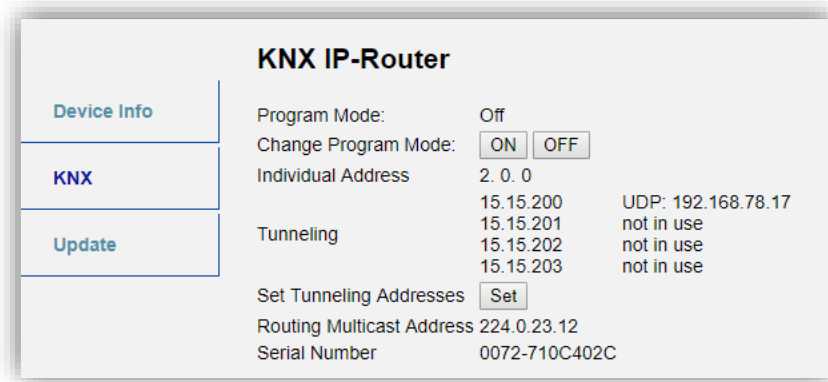 KNX IP-Router
Device Info
KNX
Update
Program Mode: Off
Change Program Mode: ON OFF
Individual Address 2. 0. 0
Tunneling
15.15.200 UDP: 192.168.78.17
15.15.201 not in use
15.15.202 not in use
15.15.203 not in use
Set Tunneling Addresses Set
Routing Multicast Address 224.0.23.12
Serial Number 0072-710C402C